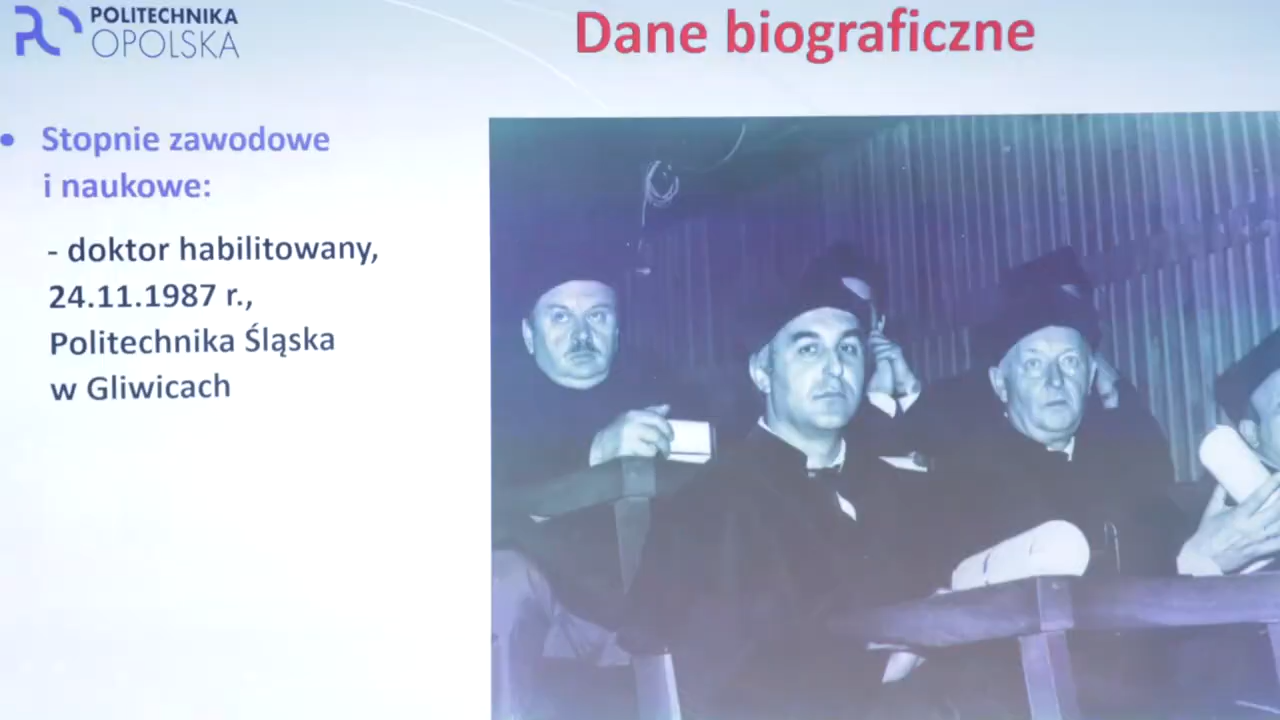 POLITECHNIKA
OPOLSKA
Dane biograficzne
• Stopnie zawodowe
i naukowe:
- doktor habilitowany,
24.11.1987 r.,
Politechnika Śląska
w Gliwicach